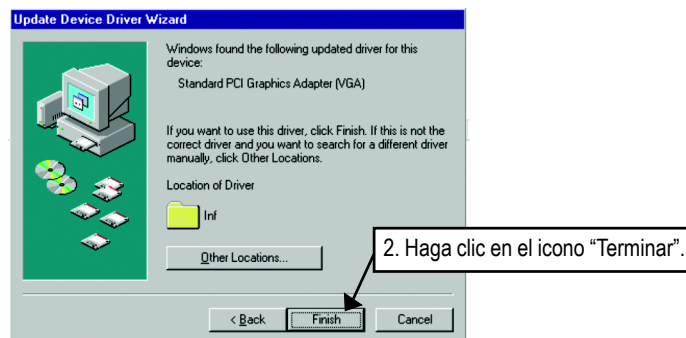 Update Device Driver Wizard
Windows found the following updated driver for this
device:
Standard PCI Graphics Adapter (VGA)
If you want to use this driver, click Finish. If this is not the
correct driver and you want to search for a different driver
manually, click Other Locations.
Location of Driver
Inf
Other Locations...
2. Haga clic en el icono “Terminar”.
< Back
Finish
Cancel